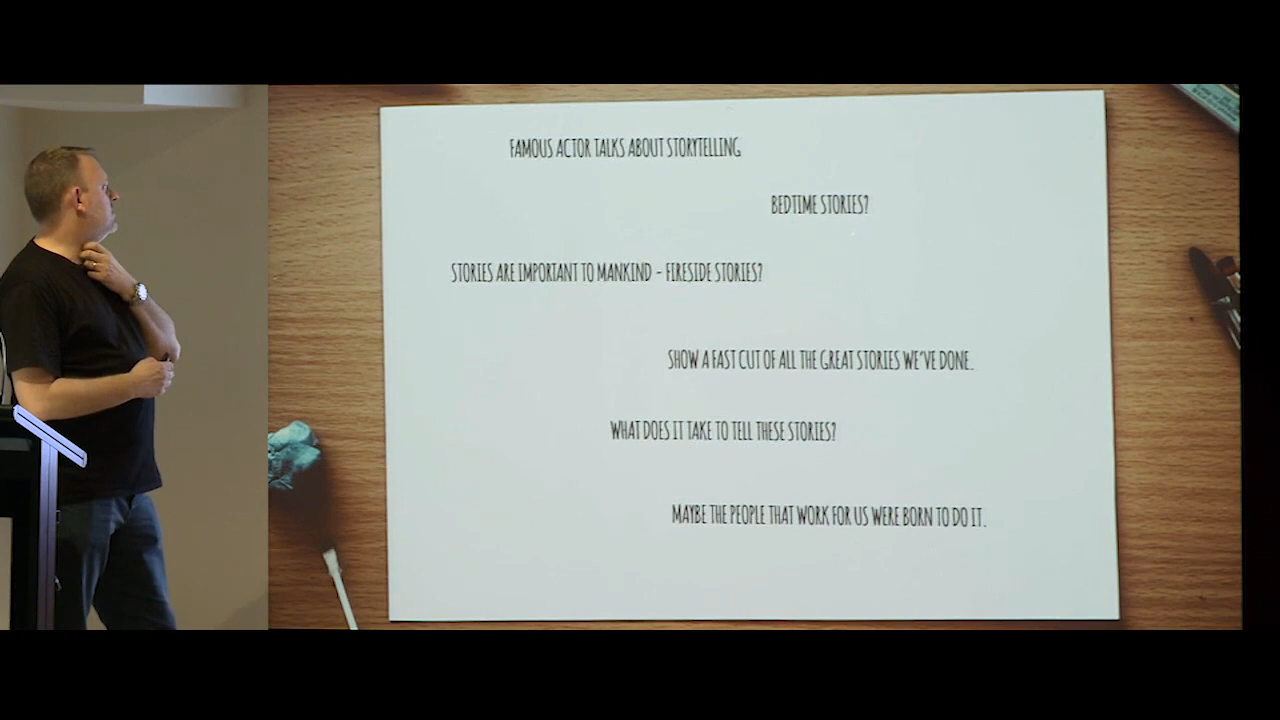 FAMOUS ACTOR TALKS ABOUT STORYTELLING
BEDTIME STORIES?
STORIES ARE IMPORTANT TO MANKIND - FIRESIDE STORIES?
SHOW A FAST CUT OF ALL THE GREAT STORIES WE'VE DONE.
WHAT DOES IT TAKE TO TELL THESE STORIES?
MAYBE THE PEOPLE THAT WORK FOR US WERE BORN TO DO IT.